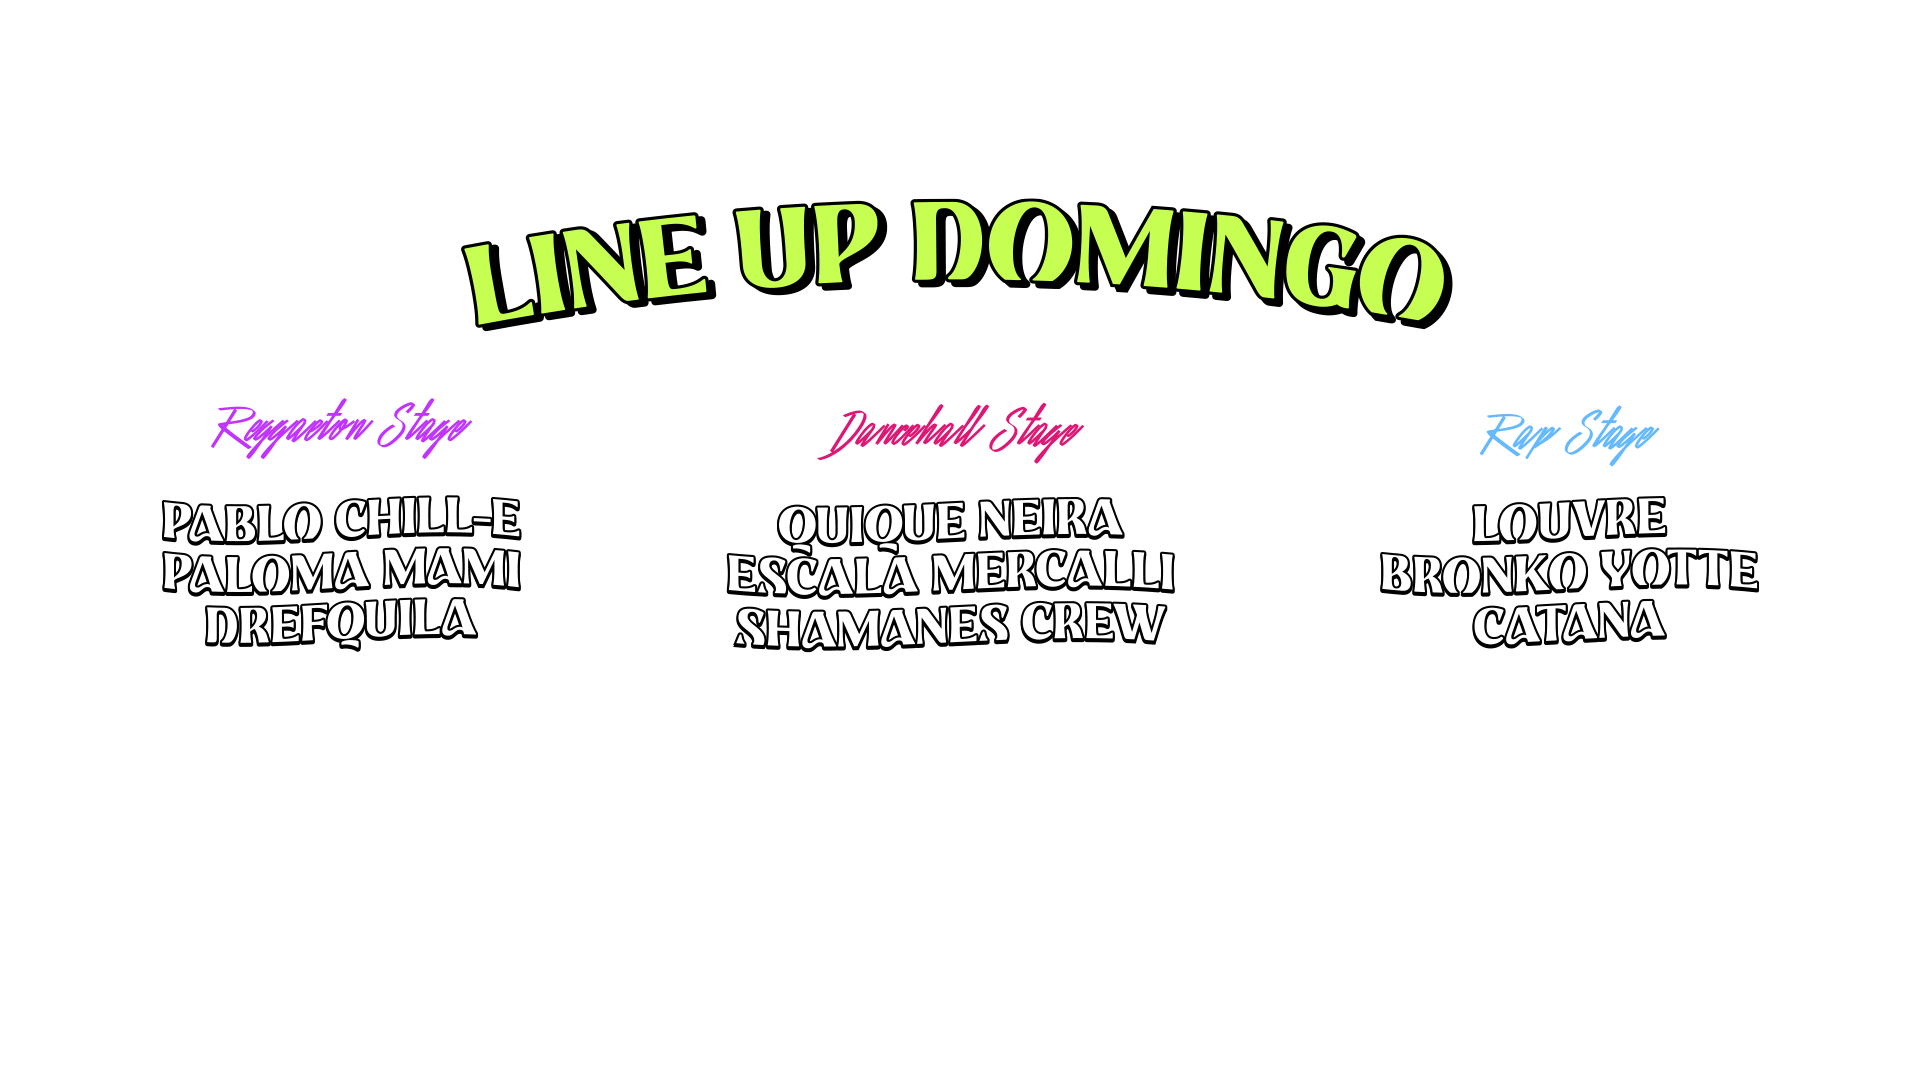 LINE UP DOMINGO
Reggaeton Stage
PABLO CHILL-E
PALOMA MAMI
DREFQUILA
Dancehall Stage
QUIQUE NEIRA
ESCALA MERCALLI
SHAMANES CREW
Rap Stage
LOUVRE
BRONKO YOTTE
CATANA